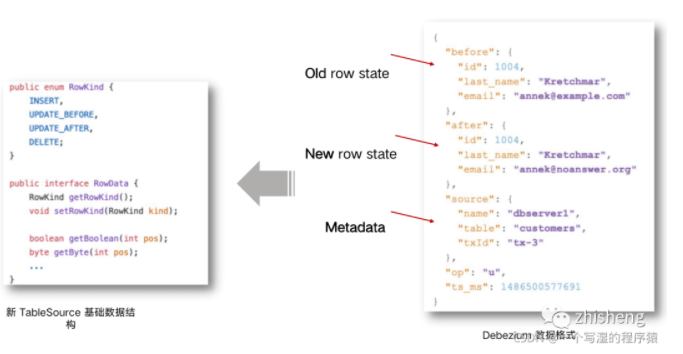 public enum RowKind {
INSERT,
UPDATE_BEFORE,
UPDATE_AFTER,
DELETE;
}
public interface RowData {
RowKind getRowKind();
void setRowKind(RowKind kind);
boolean getBoolean(int pos);
byte getByte(int pos);
...
}
新 TableSource 基础数据结
构
Old row state
New row state
Metadata
{
"before": {
"id": 1004,
"last_name": "Kretchmar",
"email": "annek@example.com"
},
"after": {
"id": 1004,
"last_name": "Kretchmar",
"email": "annek@noanswer.org"
},
"source": {
"name": "dbserver1",
"table": "customers",
"txId": "tx-3"
},
"op": "u",
"ts_ms": 1486500577691
}
zhisheng
Debezium 数据格式
CSDN @一个写湿的程序猿